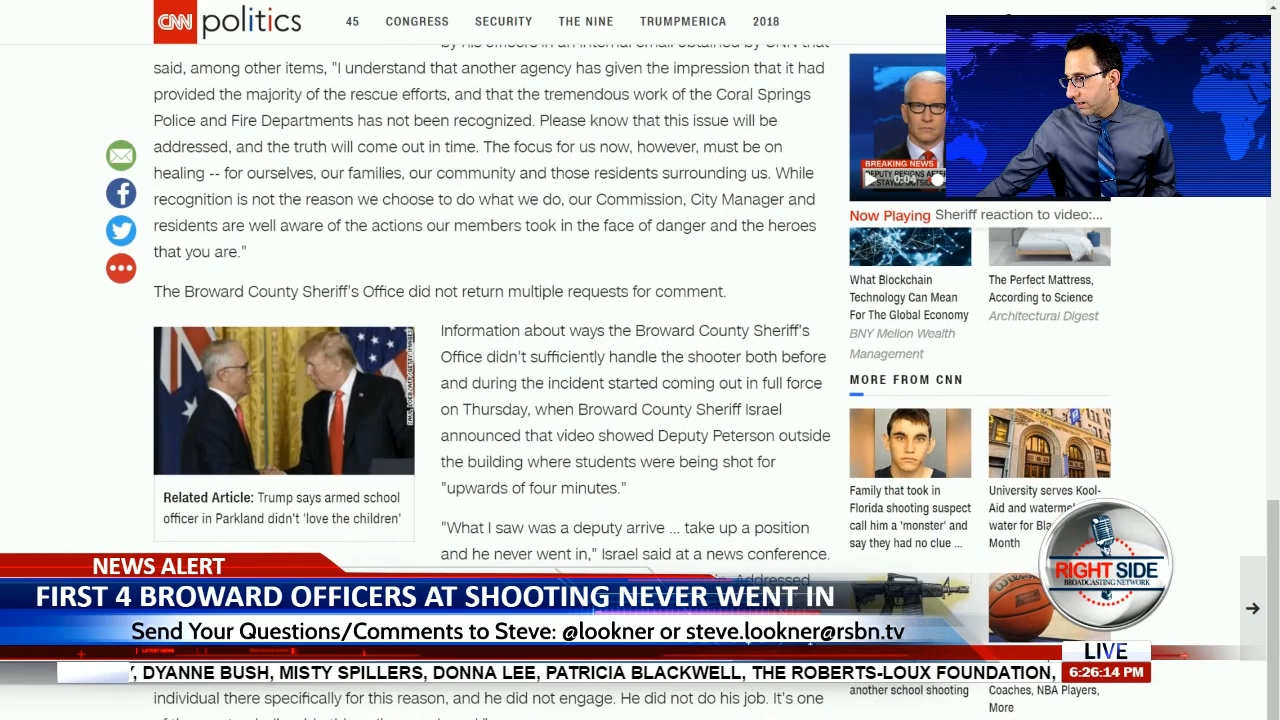 CNN politics
45 CONGRESS SECURITY THE NINE TRUMPMERICA 2018
by his officers in an internal email obtained by CNN that
said, among other items, "I understand that another agency has given the impression that it had
provided the majority of the rescue efforts, and that the tremendous work of the Coral Springs
Police and Fire Departments has not been recognized. Please know that this issue will be
addressed, and the truth will come out in time. The focus for us now, however, must be on
healing -- for ourselves, our families, our community and those residents surrounding us. While
recognition is not the reason we choose to do what we do, our Commission, City Manager and
residents are well aware of the actions our members took in the face of danger and the heroes
that you are."
The Broward County Sheriff's Office did not return multiple requests for comment.
Related Article: Trump says armed school
officer in Parkland didn't 'love the children'
Information about ways the Broward County Sheriff's
Office didn't sufficiently handle the shooter both before
and during the incident started coming out in full force
on Thursday, when Broward County Sheriff Israel
announced that video showed Deputy Peterson outside
the building where students were being shot for
"upwards of four minutes."
"What I saw was a deputy arrive ... take up a position
and he never went in," Israel said at a news conference.
Addressed
individual there specifically for this reason, and he did not engage. He did not do his job. It's one
BREAKING NEWS
DEPUTY RESIGNS AFTER
HE STAYED OUTSIDE
0:04
Now Playing Sheriff reaction to video:...
What Blockchain
Technology Can Mean
For The Global Economy
BNY Mellon Wealth
Management
The Perfect Mattress,
According to Science
Architectural Digest
MORE FROM CNN
Family that took in
Florida shooting suspect
call him a 'monster' and
say they had no clue ...
University serves Kool-
Aid and waterme
water for Bla
Month
another school shooting
Coaches, NBA Players,
More
RIGHT SIDE
BROADCASTING NETWORK
NEWS ALERT
FIRST 4 BROWARD OFFICERS AT SHOOTING NEVER WENT IN
Send Your Questions/Comments to Steve: @lookner or steve.lookner@rsbn.tv
LATEST NEWS
LIVE
6:26:14 PM
Y, DYANNE BUSH, MISTY SPILLERS, DONNA LEE, PATRICIA BLACKWELL, THE ROBERTS-LOUX FOUNDATION,